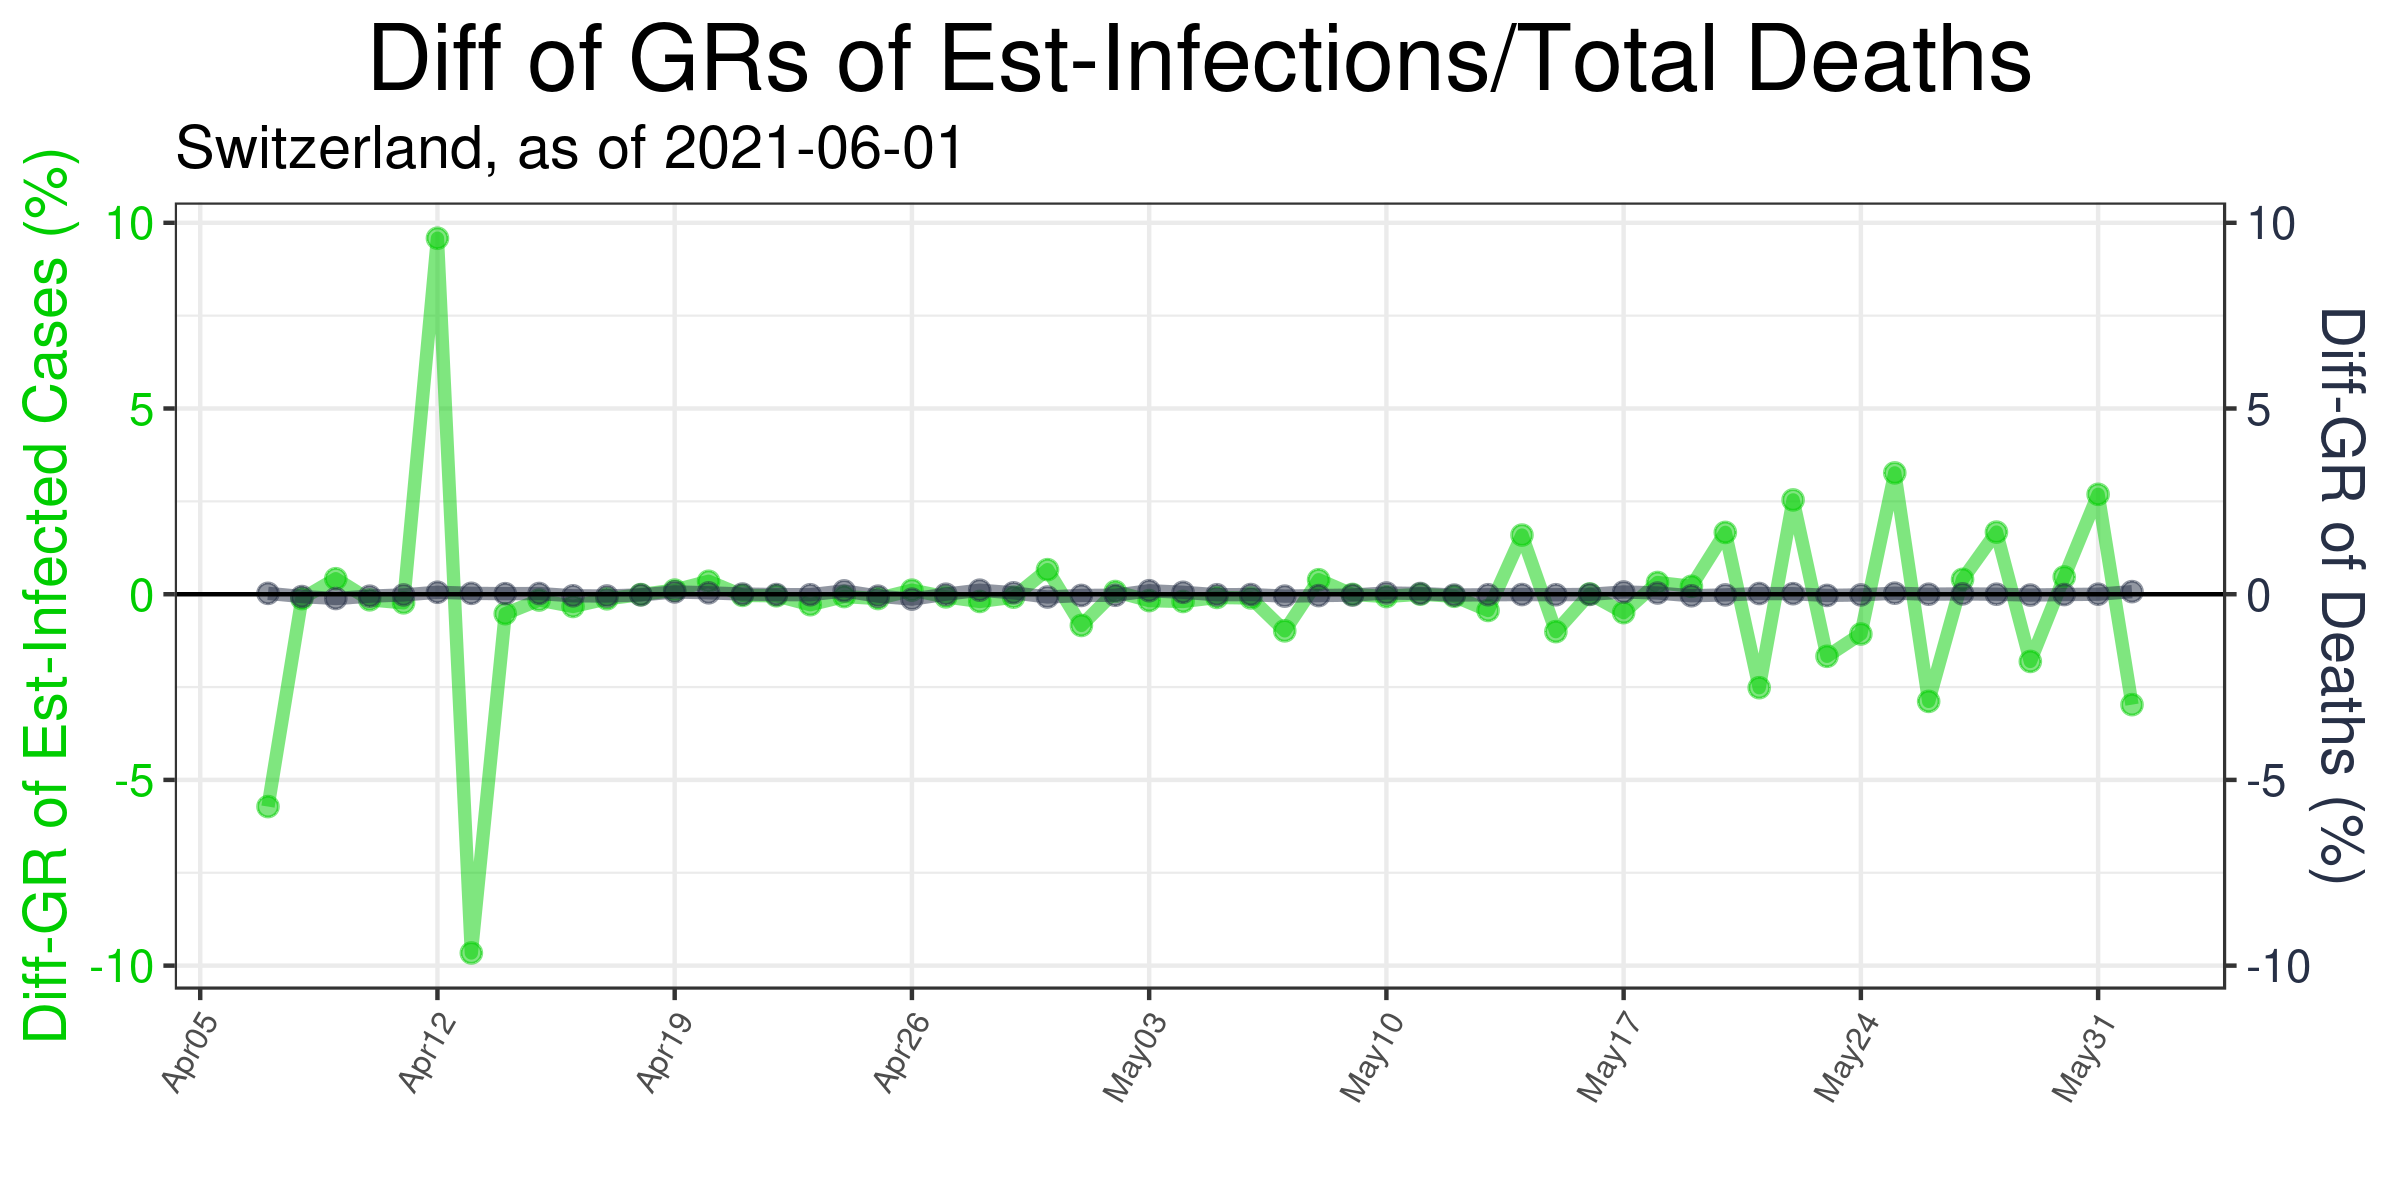 Diff of GRs of Est-Infections/Total Deaths
Switzerland, as of 2021-06-01
Diff-GR of Est-Infected Cases (%)
10
5
0
-5
-10
10
5
0
-5
-10
Diff-GR of Deaths (%)
Apr05
Apr12
Apr19
Apr26
May03
May10
May17
May24
May31